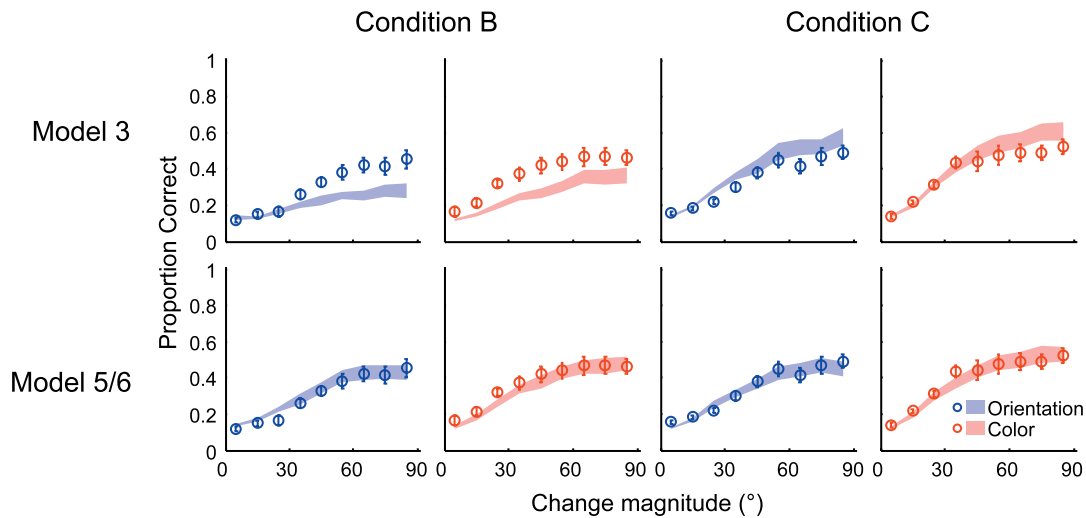 Condition B
Condition C
Model 3
Model 5/6
Proportion Correct
1
0.8
0.6
0.4
0.2
0
1
0.8
0.6
0.4
0.2
0
0 30 60 90
0 30 60 90
0 30 60 90
0 30 60 90
Orientation
Color
Change magnitude (°)